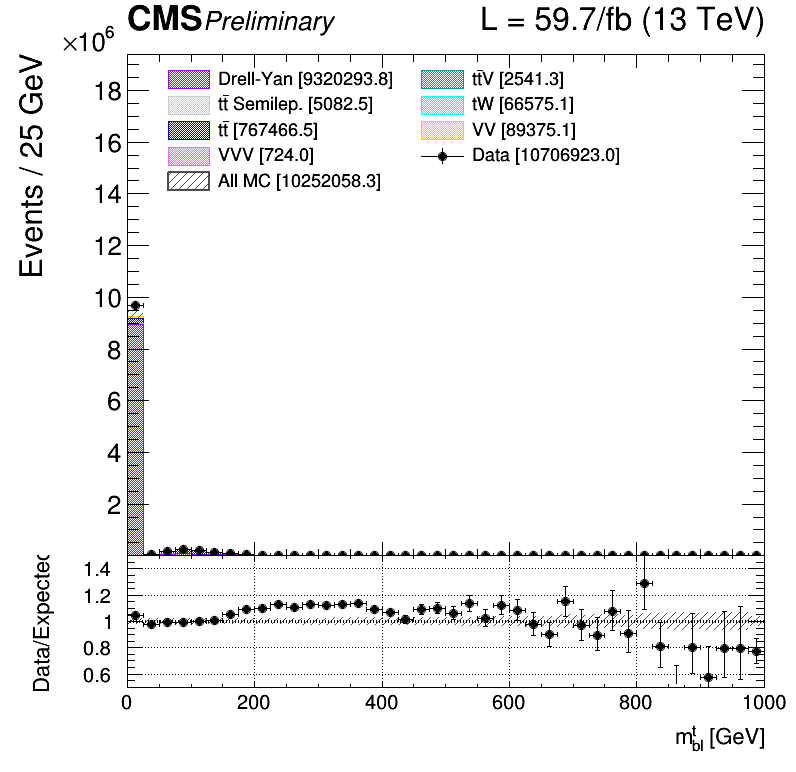 CMS Preliminary L = 59.7/fb (13 TeV)
×10⁶
Events / 25 GeV
Drell-Yan [9320293.8]
tt̄ Semilep. [5082.5]
tt̄ [767466.5]
VVV [724.0]
All MC [10252058.3]
tt̄V [2541.3]
tW [66575.1]
VV [89375.1]
Data [10706923.0]
18
16
14
12
10
8
6
4
2
Data/Expected
1.4
1.2
1
0.8
0.6
0 200 400 600 800 1000
m^t_bl [GeV]